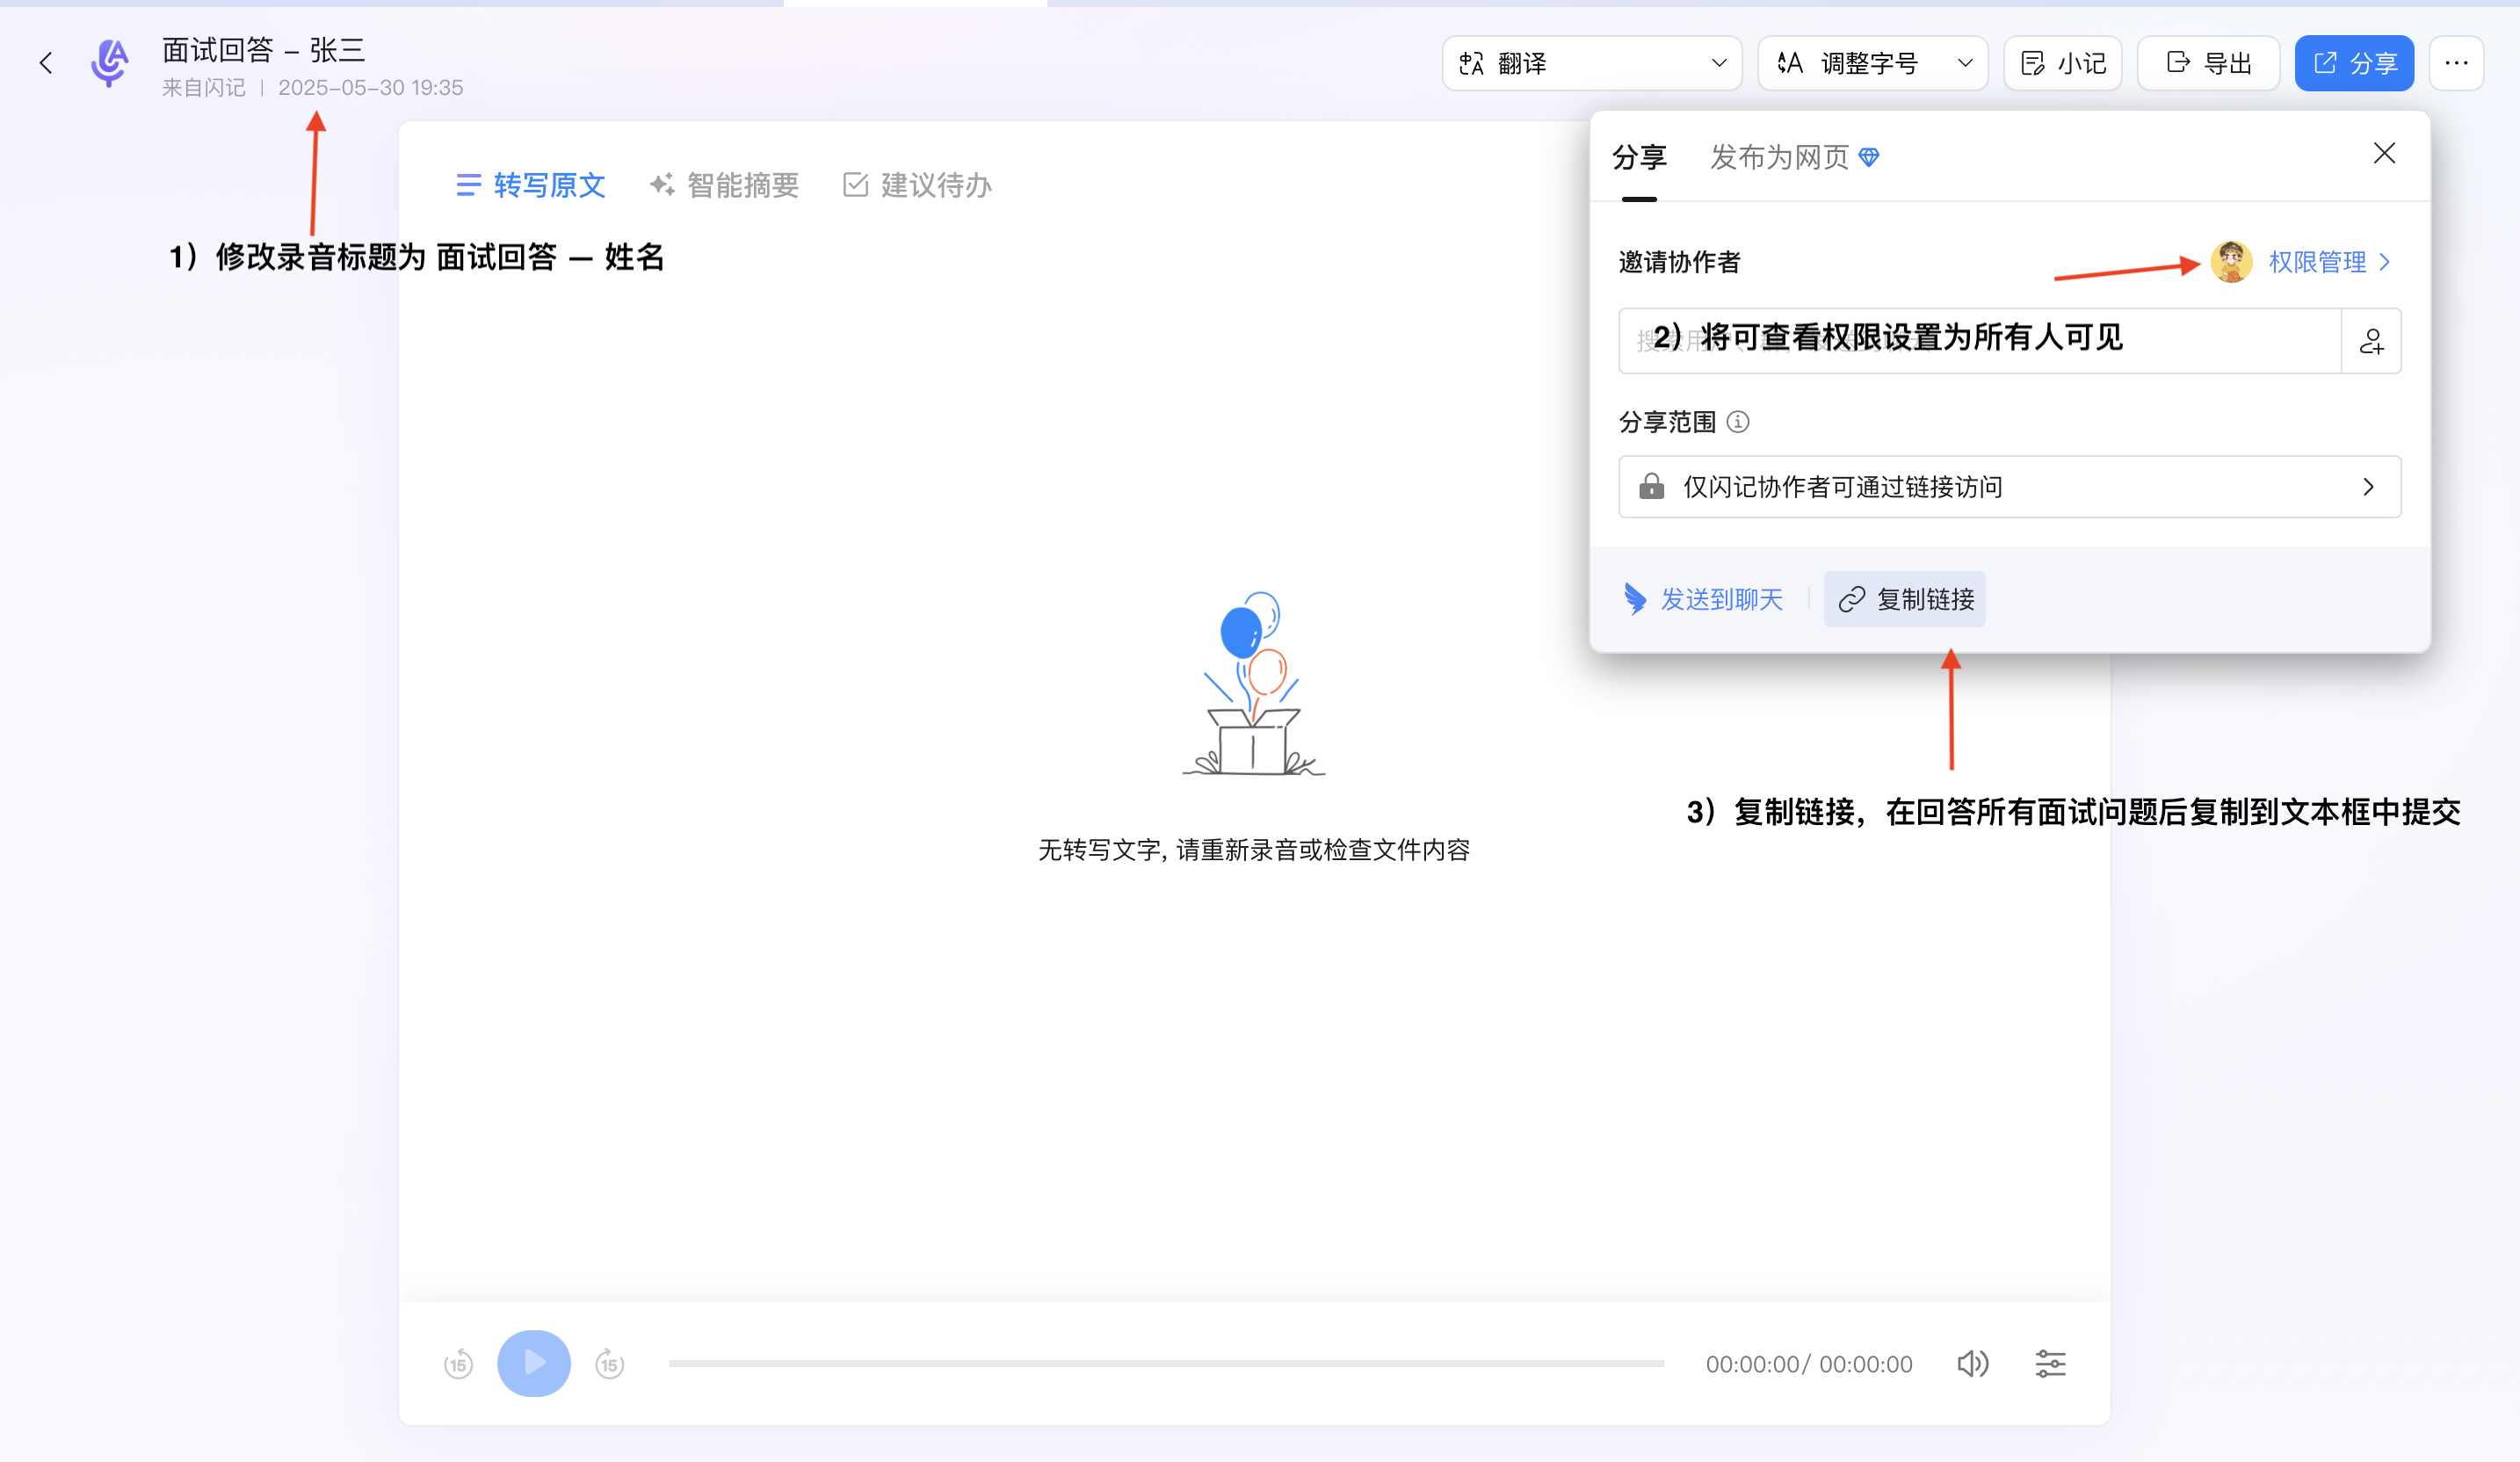 面试回答 – 张三
来自闪记 | 2025-05-30 19:35
翻译
调整字号
小记
导出
分享
转写原文
智能摘要
建议待办
1）修改录音标题为 面试回答 — 姓名
分享
发布为网页
邀请协作者
权限管理
2）将可查看权限设置为所有人可见
分享范围
仅闪记协作者可通过链接访问
发送到聊天
复制链接
3）复制链接，在回答所有面试问题后复制到文本框中提交
无转写文字, 请重新录音或检查文件内容
15
15
00:00:00/ 00:00:00